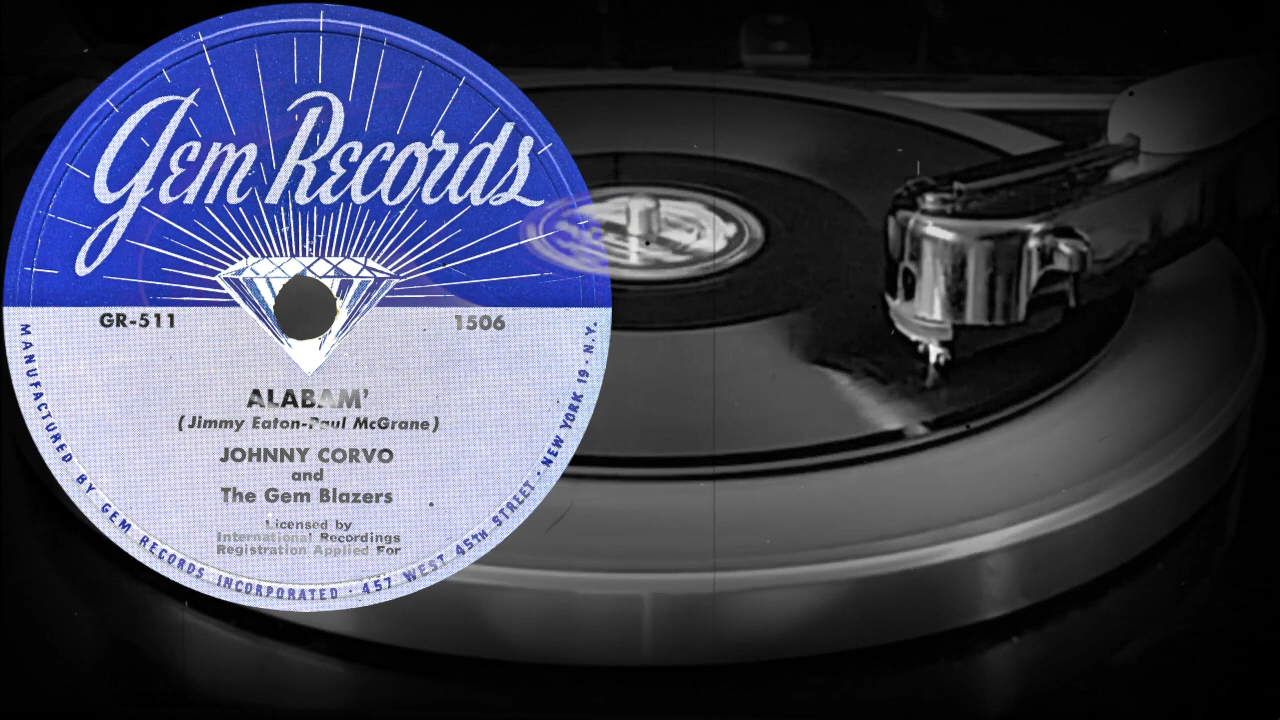 Gem Records
GR-511
1506
ALABAM'
(Jimmy Eaton-Paul McGrane)
JOHNNY CORVO
and
The Gem Blazers
Licensed by
International Recordings
Registration Applied For
MANUFACTURED BY GEM RECORDS INCORPORATED · 457 WEST 45TH STREET · NEW YORK 19 · N.Y.